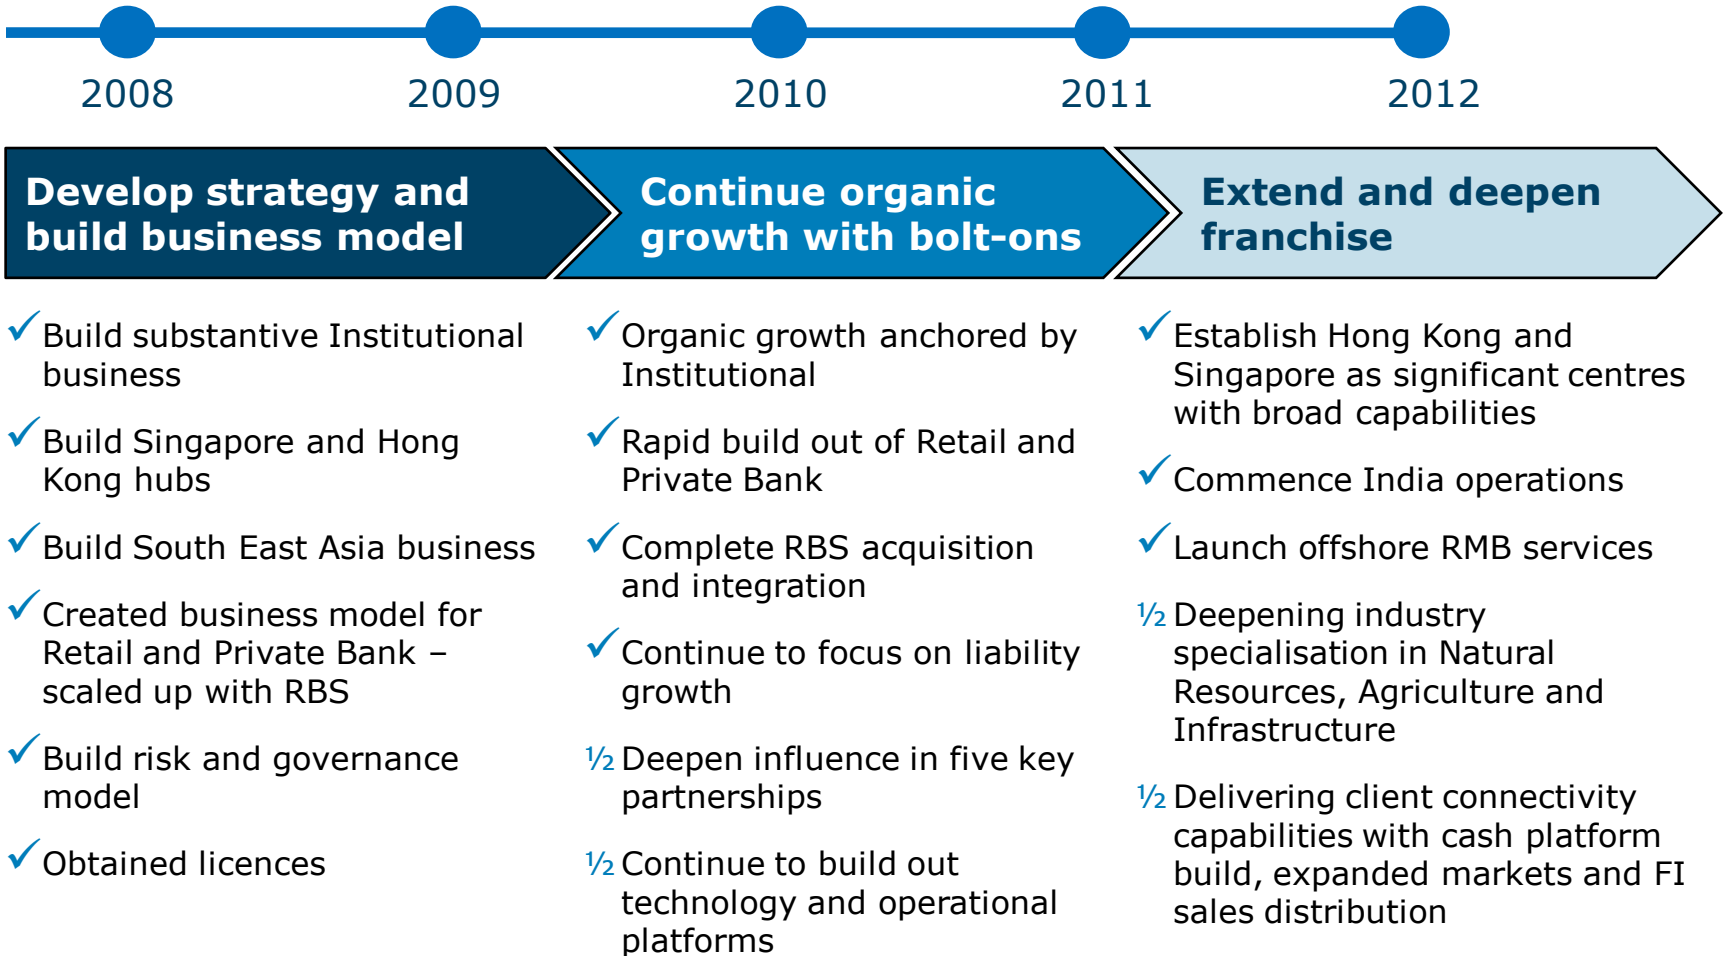 2008
2009
2010
2011
2012
Develop strategy and
build business model
Continue organic
growth with bolt-ons
Extend and deepen
franchise
✓ Build substantive Institutional
business
✓ Build Singapore and Hong
Kong hubs
✓ Build South East Asia business
✓ Created business model for
Retail and Private Bank –
scaled up with RBS
✓ Build risk and governance
model
✓ Obtained licences
✓ Organic growth anchored by
Institutional
✓ Rapid build out of Retail and
Private Bank
✓ Complete RBS acquisition
and integration
✓ Continue to focus on liability
growth
½ Deepen influence in five key
partnerships
½ Continue to build out
technology and operational
platforms
✓ Establish Hong Kong and
Singapore as significant centres
with broad capabilities
✓ Commence India operations
✓ Launch offshore RMB services
½ Deepening industry
specialisation in Natural
Resources, Agriculture and
Infrastructure
½ Delivering client connectivity
capabilities with cash platform
build, expanded markets and FI
sales distribution